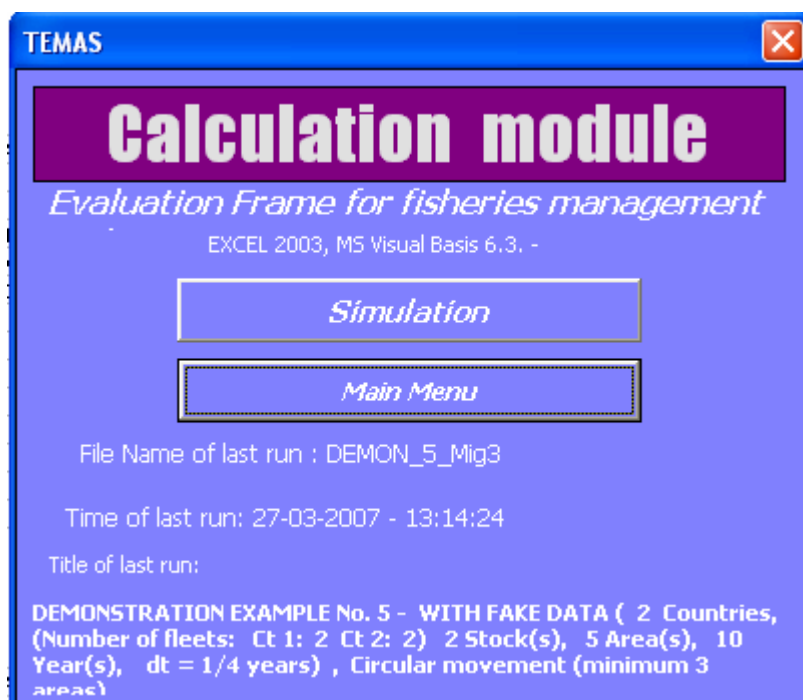 TEMAS
Calculation module
Evaluation Frame for fisheries management
EXCEL 2003, MS Visual Basis 6.3. -
Simulation
Main Menu
File Name of last run : DEMON_5_Mig3
Time of last run: 27-03-2007 - 13:14:24
Title of last run:
DEMONSTRATION EXAMPLE No. 5 - WITH FAKE DATA ( 2 Countries,
(Number of fleets: Ct 1: 2 Ct 2: 2) 2 Stock(s), 5 Area(s), 10
Year(s), dt = 1/4 years) , Circular movement (minimum 3
areas)